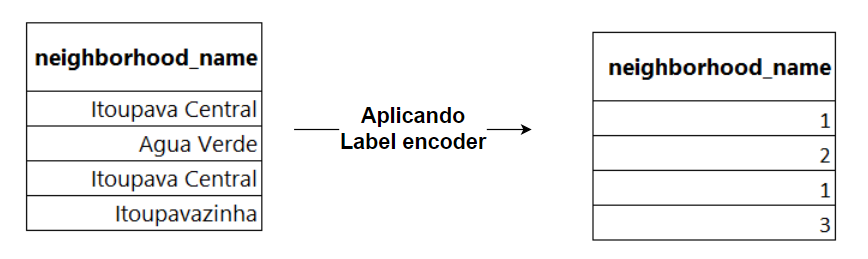 neighborhood_name
Itoupava Central
Agua Verde
Itoupava Central
Itoupavazinha
Aplicando
Label encoder
neighborhood_name
1
2
1
3